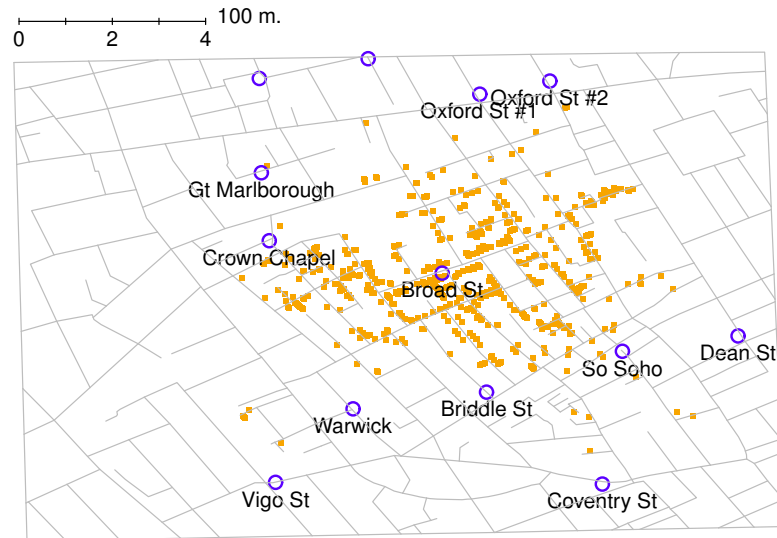 100 m.
0 2 4
Oxford St #2
Oxford St #1
Gt Marlborough
Crown Chapel
Broad St
Dean St
So Soho
Briddle St
Warwick
Vigo St
Coventry St